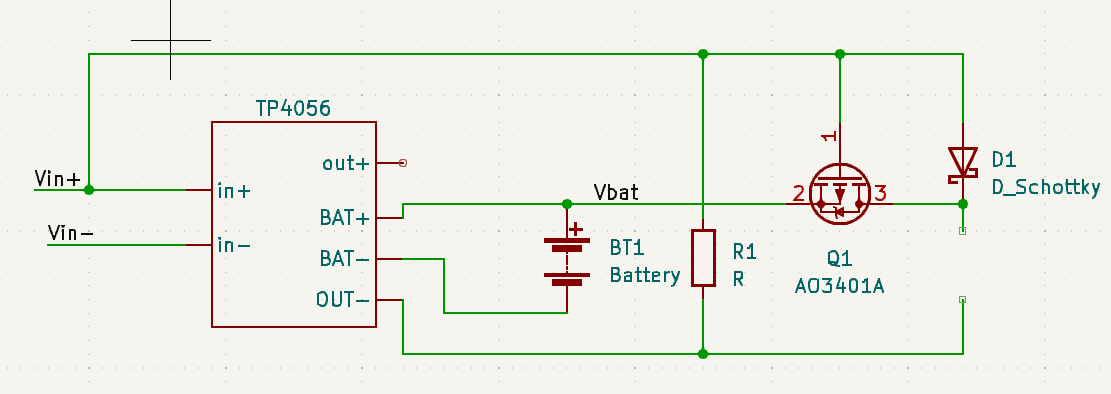 TP4056
Vin+
Vin-
in+
in-
out+
BAT+
BAT-
OUT-
Vbat
+
BT1
Battery
R1
R
1
2
3
Q1
AO3401A
D1
D_Schottky